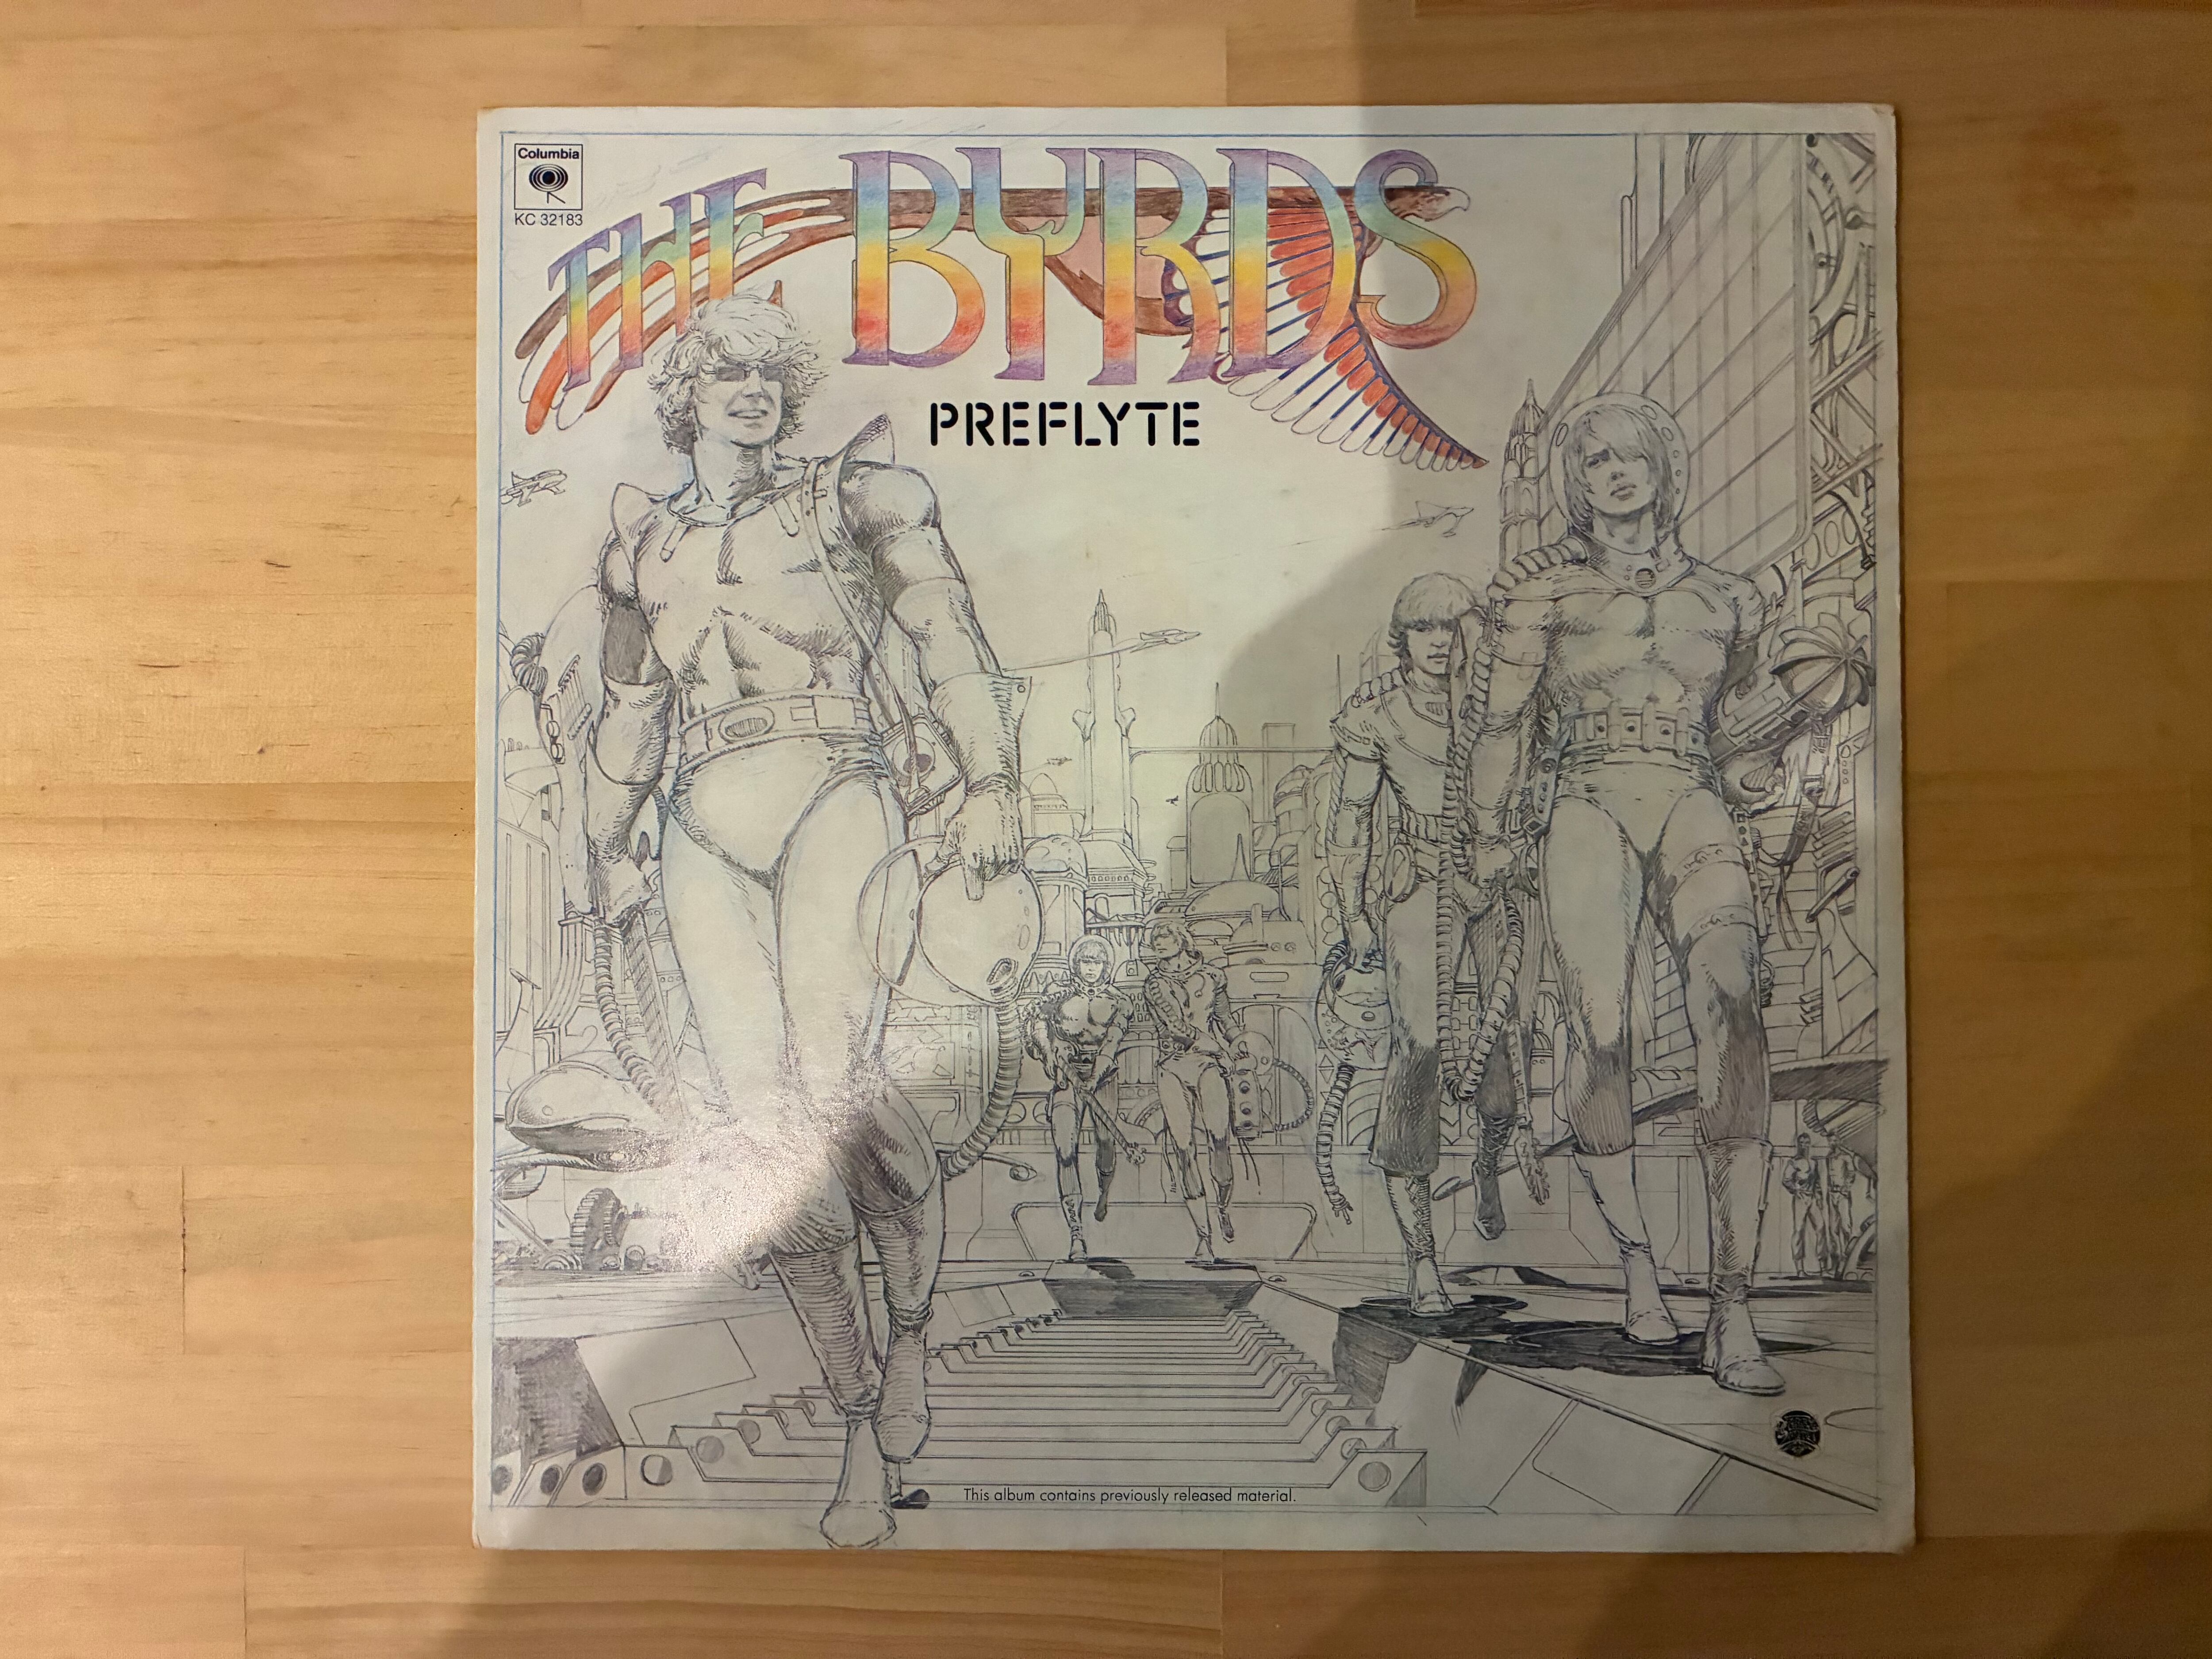 Columbia
KC 32183
THE BYRDS
PREFLYTE
This album contains previously released material.